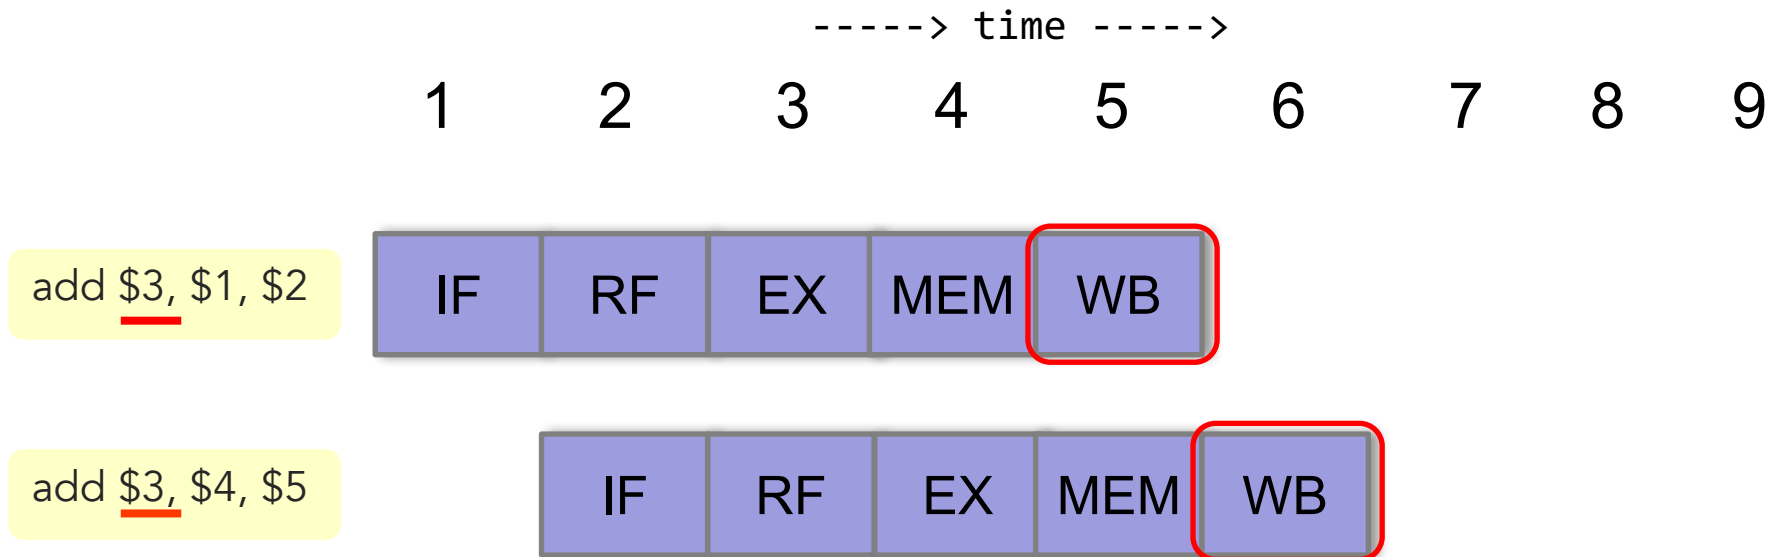 -----> time ----->
1 2 3 4 5 6 7 8 9
add $3, $1, $2 IF RF EX MEM WB
add $3, $4, $5 IF RF EX MEM WB